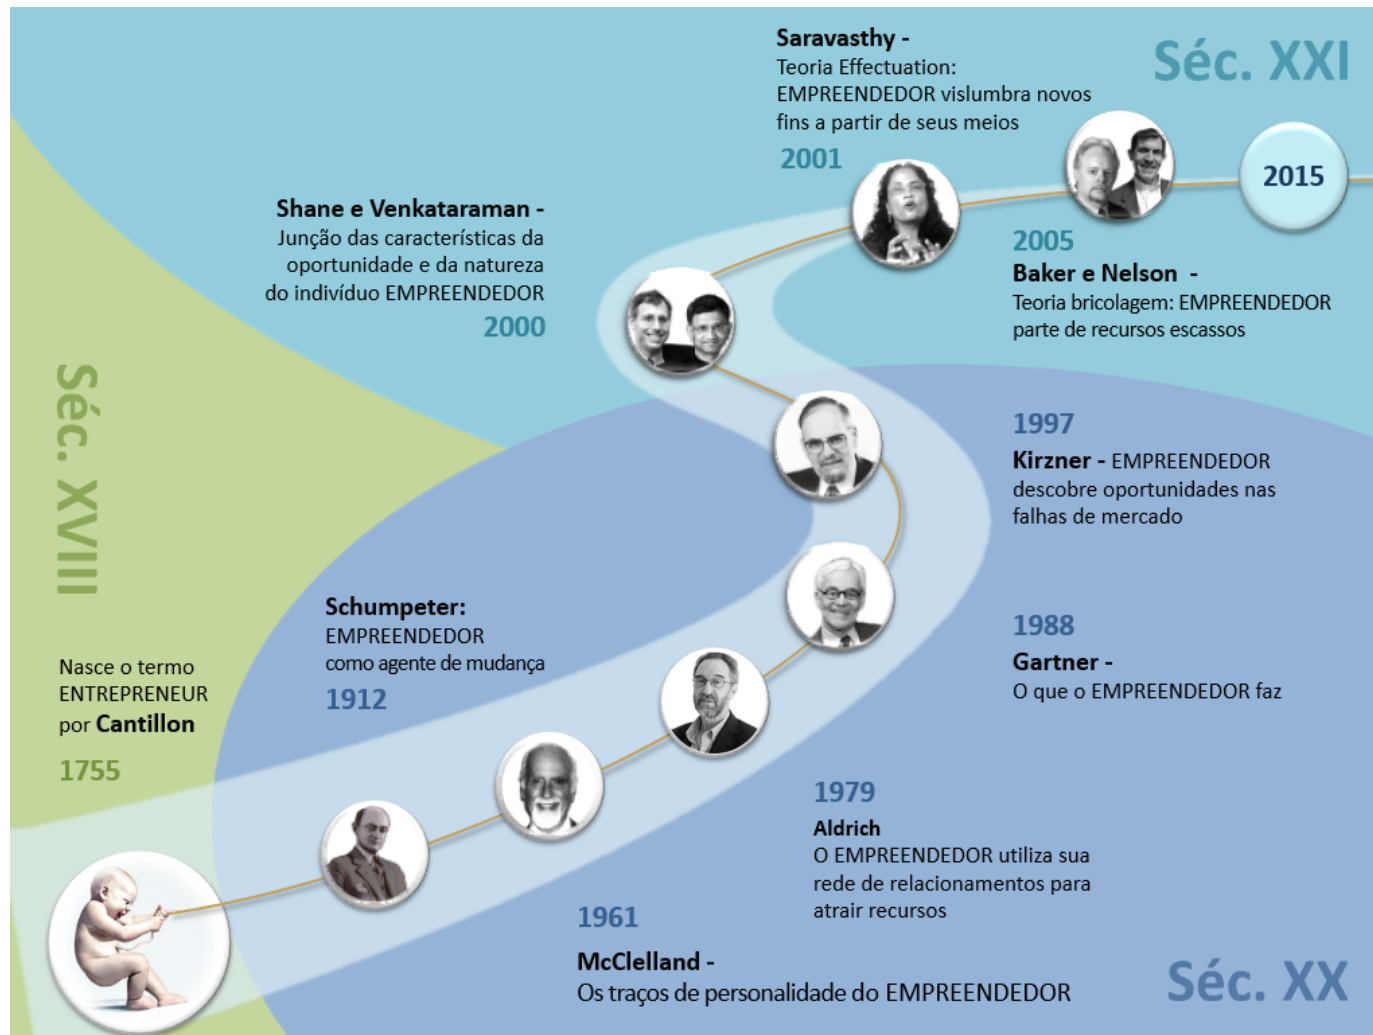 Séc. XVIII
Nasce o termo
ENTREPRENEUR
por Cantillon
1755
Schumpeter:
EMPREENDEDOR
como agente de mudança
1912
1961
McClelland -
Os traços de personalidade do EMPREENDEDOR
1979
Aldrich
O EMPREENDEDOR utiliza sua
rede de relacionamentos para
atrair recursos
1988
Gartner -
O que o EMPREENDEDOR faz
1997
Kirzner - EMPREENDEDOR
descobre oportunidades nas
falhas de mercado
Séc. XX
Shane e Venkataraman -
Junção das características da
oportunidade e da natureza
do indivíduo EMPREENDEDOR
2000
Saravasthy -
Teoria Effectuation:
EMPREENDEDOR vislumbra novos
fins a partir de seus meios
2001
2005
Baker e Nelson -
Teoria bricolagem: EMPREENDEDOR
parte de recursos escassos
2015
Séc. XXI